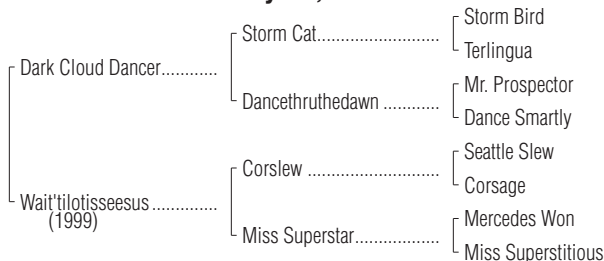 Storm Bird
Storm Cat....................
Terlingua
Dark Cloud Dancer............
Mr. Prospector
Dancethruthedawn ............
Dance Smartly
Seattle Slew
Corslew ......................
Corsage
Wait'tilotisseesus..............
(1999)
Mercedes Won
Miss Superstar.................
Miss Superstitious